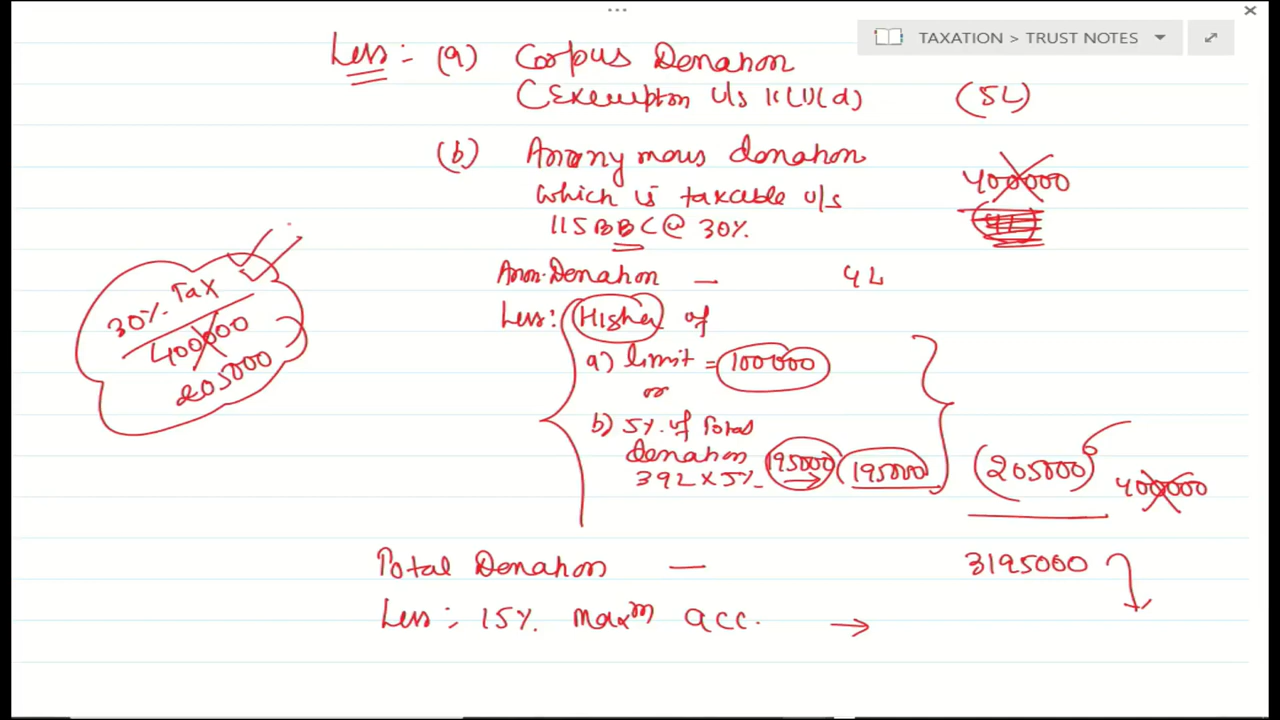 TAXATION > TRUST NOTES
Less : (a) Corpus Donation
(Exemption u/s 11(1)(d) (5L)
(b) Anonymous donation
which is taxable u/s 400000
115BBC @ 30%.
Anon. Donation — 4L
Less : Higher of
a) limit = 100000
or
b) 5% of Total
donation 195000 195000 (205000) 400000
39L x 5%
30% Tax
400000
205000
Total Donation — 3195000
Less : 15% maxm acc. →